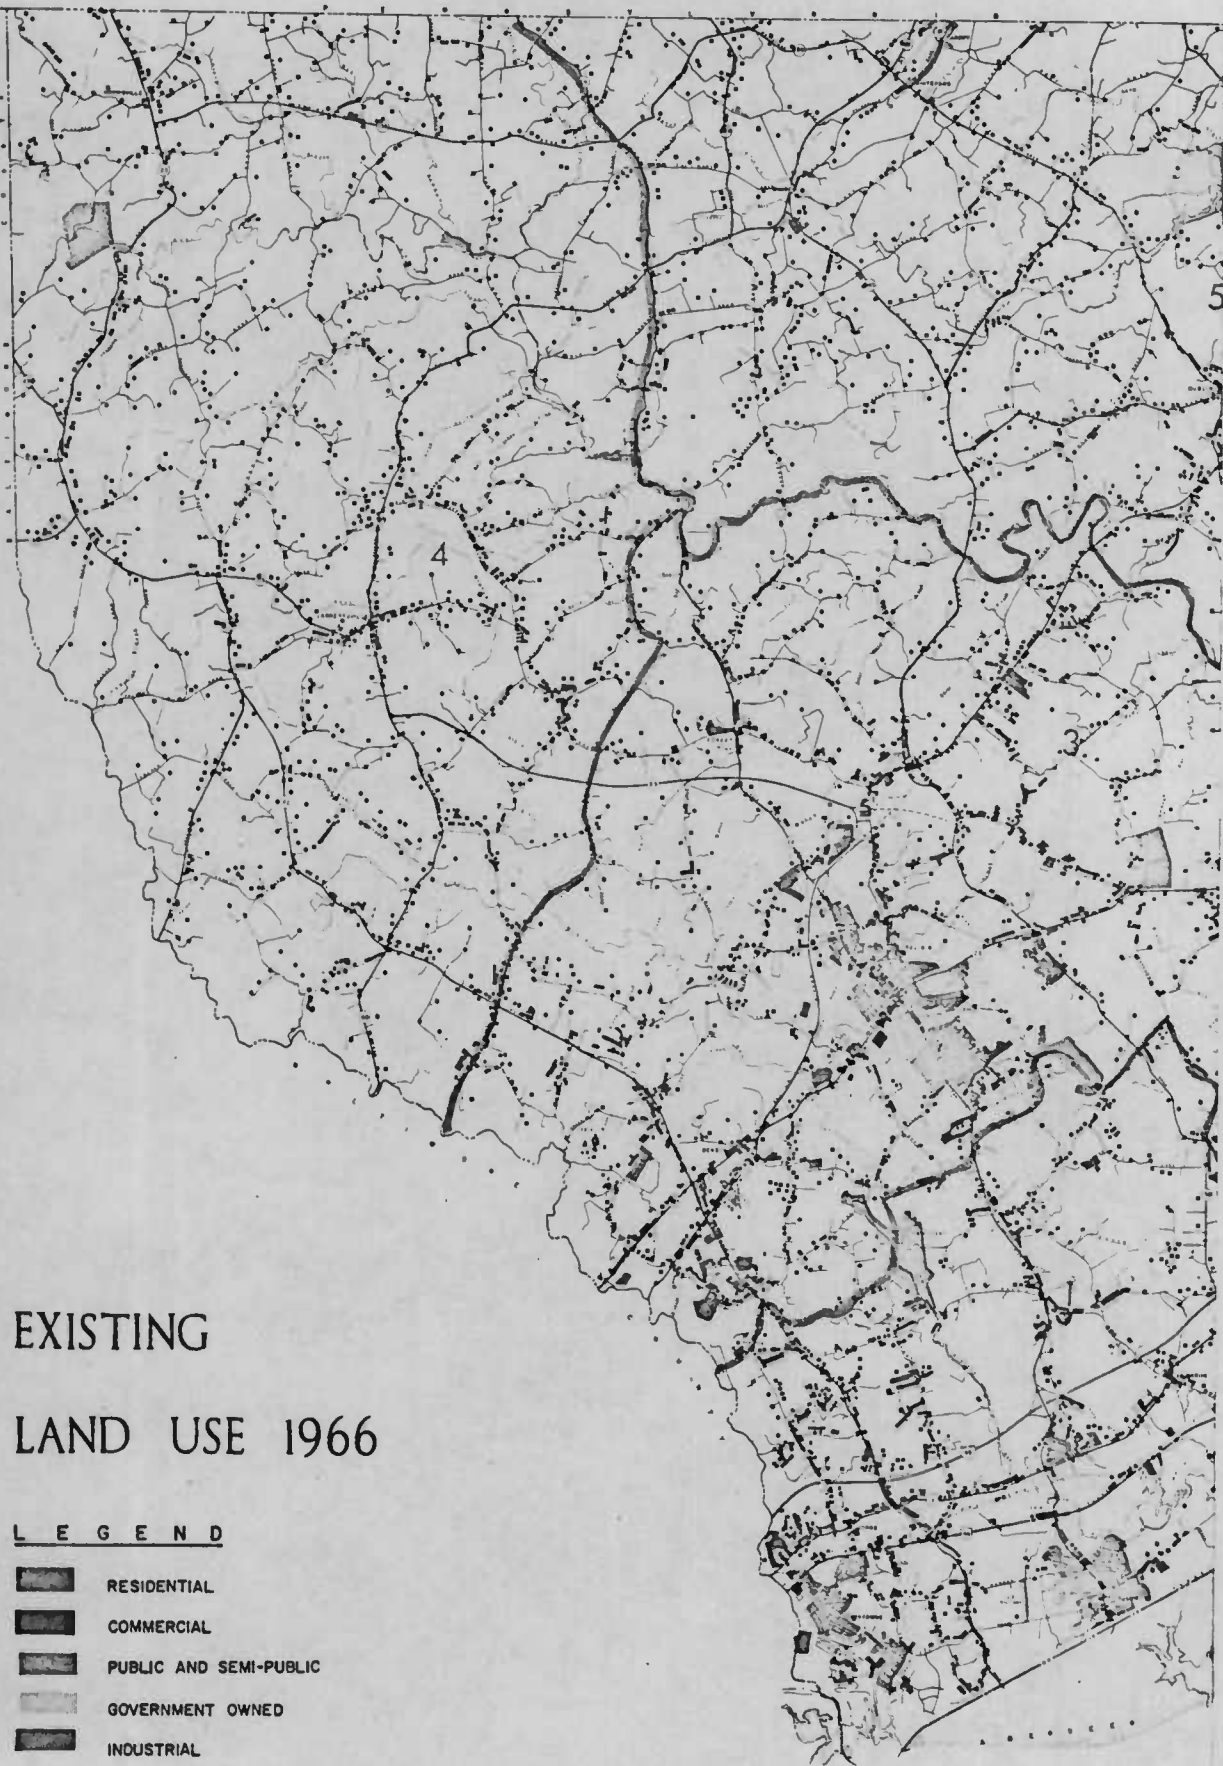 5
4
3
EXISTING
LAND USE 1966
LEGEND
RESIDENTIAL
COMMERCIAL
PUBLIC AND SEMI-PUBLIC
GOVERNMENT OWNED
INDUSTRIAL